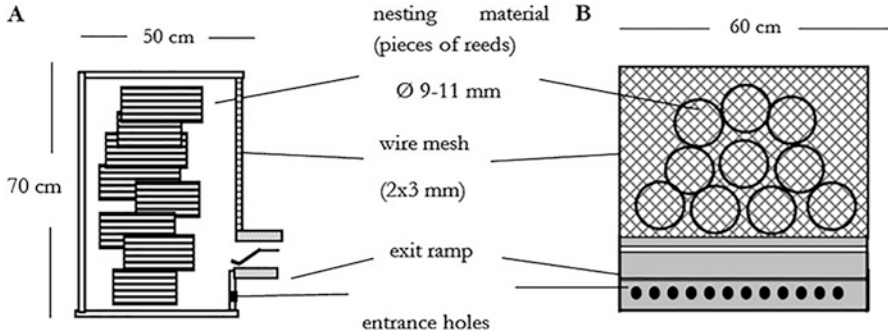 A
50 cm
nesting material
(pieces of reeds)
B
60 cm
Ø 9-11 mm
wire mesh
70 cm
(2x3 mm)
exit ramp
entrance holes